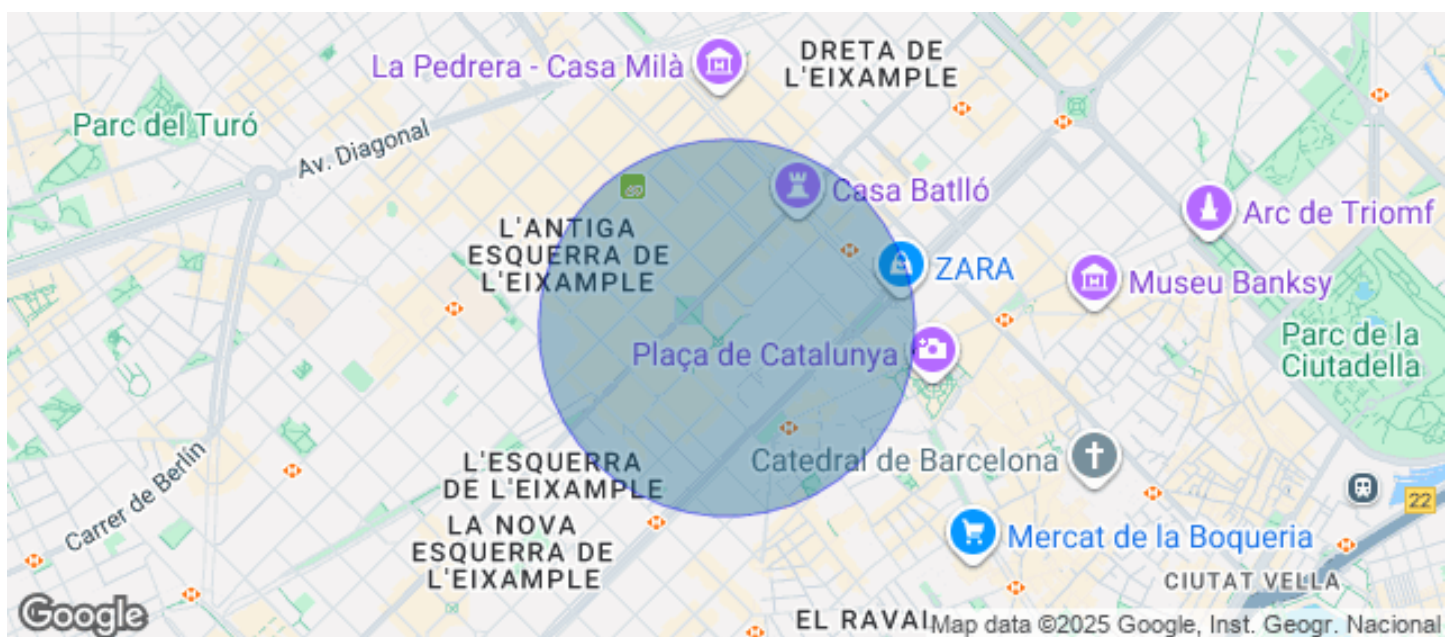 La Pedrera - Casa Milà
DRETA DE
L'EIXAMPLE
Parc del Turó
Av. Diagonal
Casa Batlló
L'ANTIGA
ESQUERRA DE
L'EIXAMPLE
Arc de Triomf
ZARA
Museu Banksy
Plaça de Catalunya
Parc de la
Ciutadella
L'ESQUERRA
DE L'EIXAMPLE
Catedral de Barcelona
Carrer de Berlín
22
LA NOVA
ESQUERRA DE
L'EIXAMPLE
Mercat de la Boqueria
CIUTAT VELLA
Google
EL RAVAL
Map data ©2025 Google, Inst. Geogr. Nacional